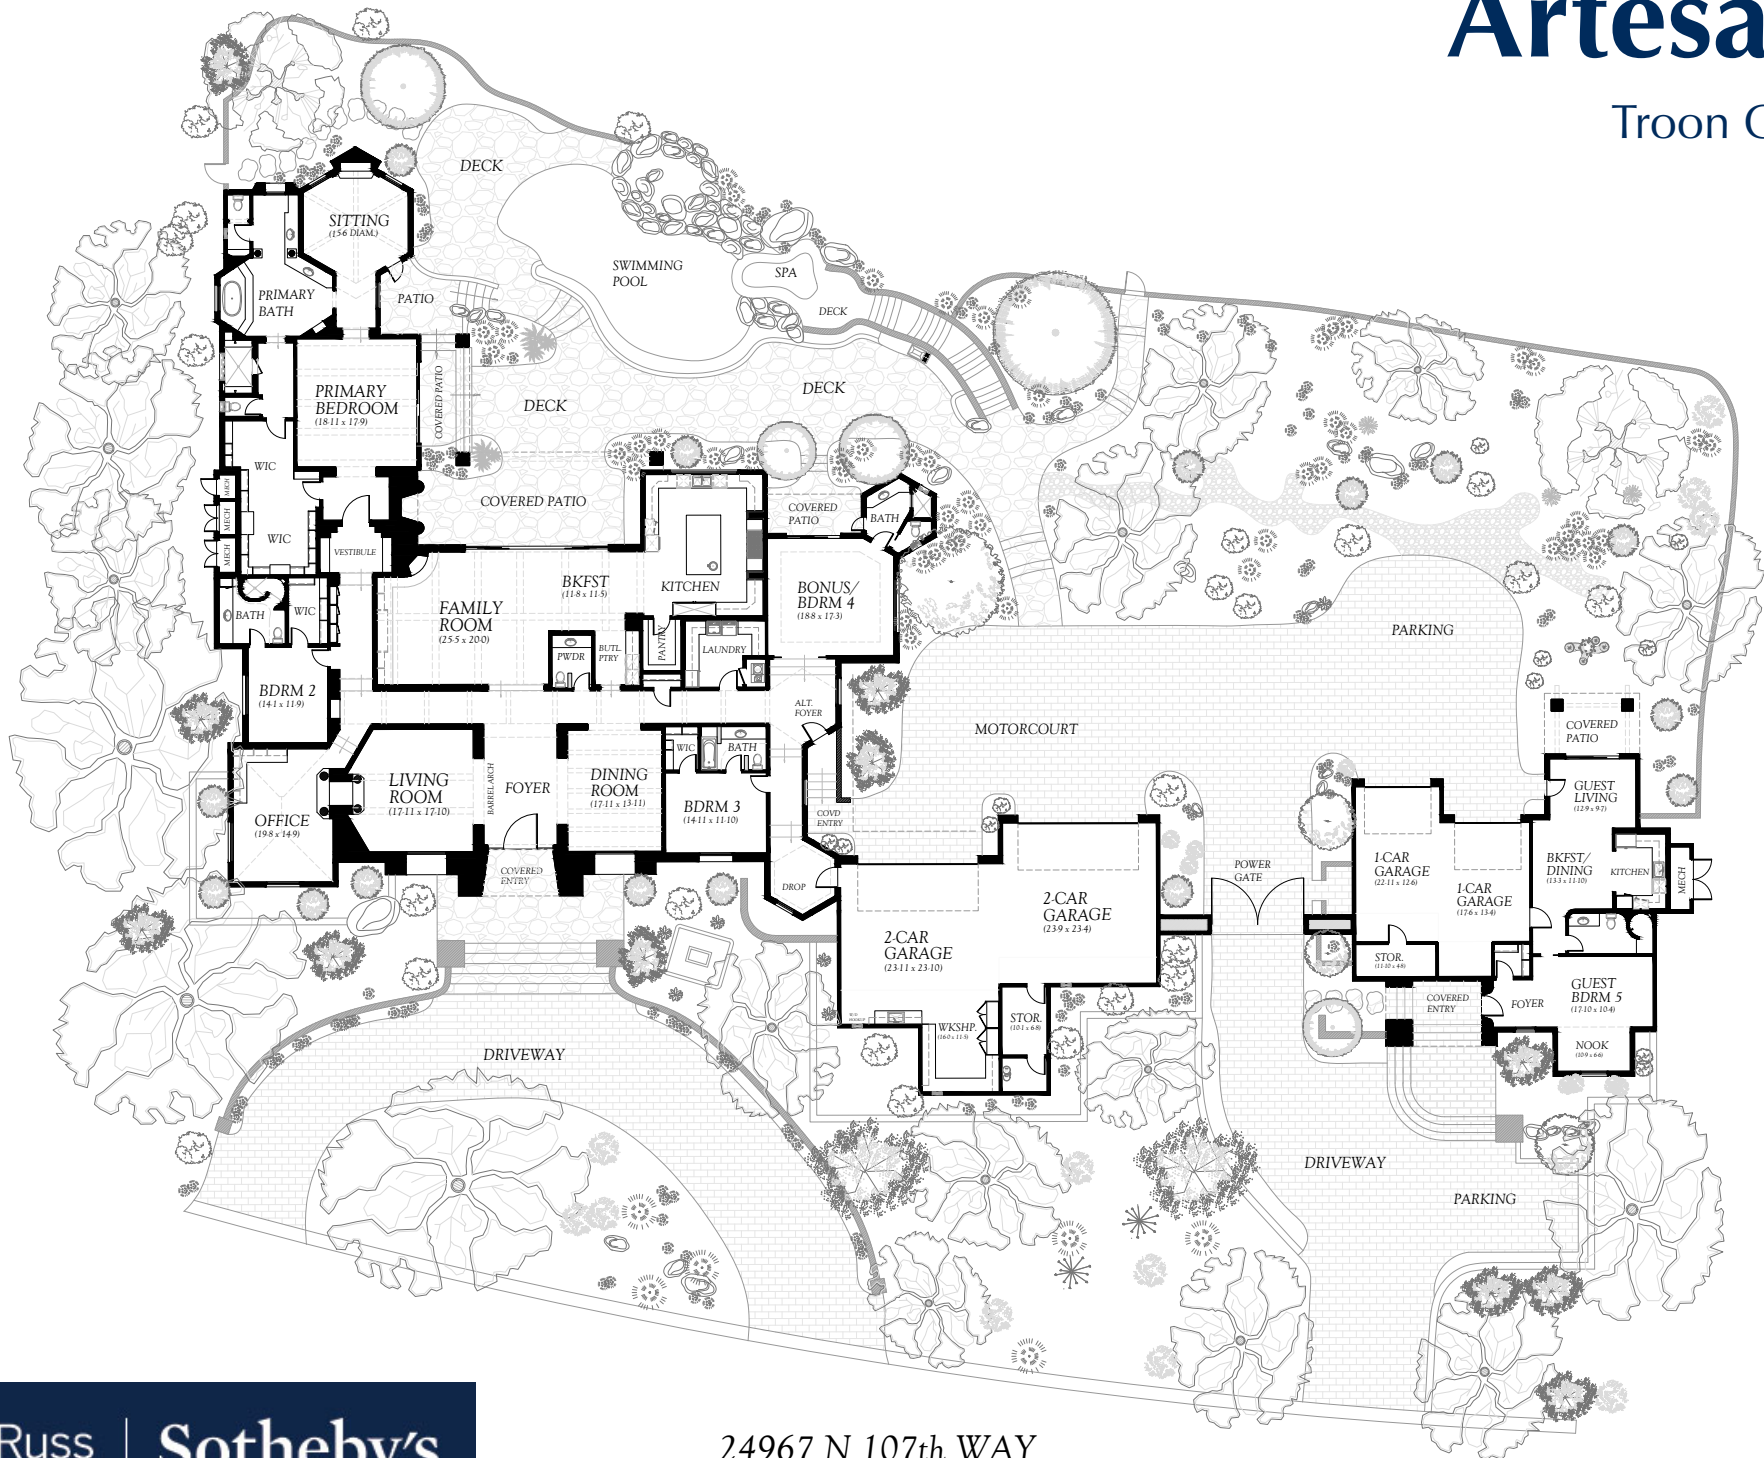 Artesa
Troon C
DECK
SITTING
(15·6 DIAM.)
SWIMMING
POOL
SPA
DECK
PATIO
PRIMARY
BATH
PRIMARY
BEDROOM
(18·11 x 17·9)
COVERED PATIO
DECK
DECK
WIC
MECH
MECH
MECH
WIC
VESTIBULE
COVERED PATIO
COVERED
PATIO
BATH
BKFST
(11·8 x 11·5)
KITCHEN
FAMILY
ROOM
(25·5 x 20·0)
BONUS/
BDRM 4
(18·8 x 17·3)
BATH
WIC
PWDR
BUTL
PTRY
PANTRY
LAUNDRY
PARKING
BDRM 2
(14·1 x 11·9)
ALT.
FOYER
MOTORCOURT
COVERED
PATIO
WIC
BATH
LIVING
ROOM
(17·11 x 17·10)
BARREL ARCH
FOYER
DINING
ROOM
(17·11 x 13·11)
BDRM 3
(14·11 x 11·10)
OFFICE
(19·8 x 14·9)
COV'D
ENTRY
GUEST
LIVING
(12·9 x 9·7)
COVERED
ENTRY
DROP
POWER
GATE
1-CAR
GARAGE
(22·11 x 12·6)
1-CAR
GARAGE
(17·6 x 13·4)
BKFST/
DINING
(13·3 x 11·10)
KITCHEN
MECH
2-CAR
GARAGE
(23·9 x 23·4)
2-CAR
GARAGE
(23·11 x 23·10)
STOR.
(11·10 x 4·8)
GUEST
BDRM 5
(17·10 x 10·4)
COVERED
ENTRY
FOYER
STOR.
(10·1 x 6·8)
WKSHP.
(16·0 x 11·5)
NOOK
(10·9 x 6·6)
DRIVEWAY
DRIVEWAY
PARKING
Russ | Sotheby's
24967 N 107th WAY